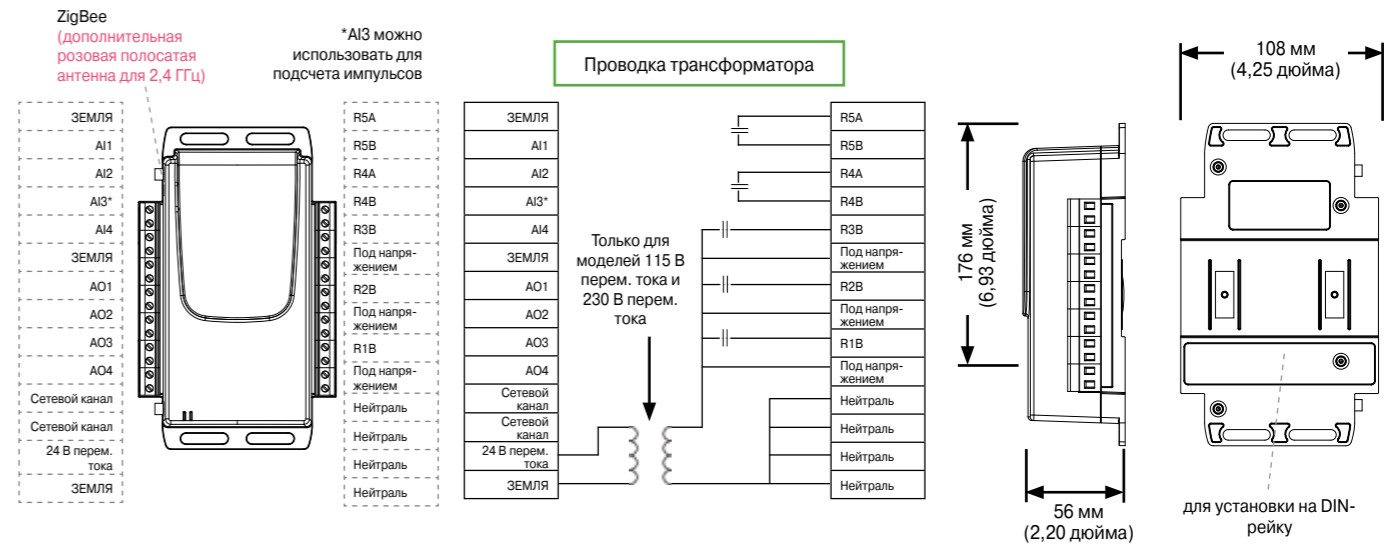 ZigBee
(дополнительная
розовая полосатая
антенна для 2,4 ГГц)
*AI3 можно
использовать для
подсчета импульсов
ЗЕМЛЯ
AI1
AI2
AI3*
AI4
ЗЕМЛЯ
AO1
AO2
AO3
AO4
Сетевой канал
Сетевой канал
24 В перем.
тока
ЗЕМЛЯ
R5A
R5B
R4A
R4B
R3B
Под напря-
жением
R2B
Под напря-
жением
R1B
Под напря-
жением
Нейтраль
Нейтраль
Нейтраль
Нейтраль
Проводка трансформатора
ЗЕМЛЯ
AI1
AI2
AI3*
AI4
ЗЕМЛЯ
AO1
AO2
AO3
AO4
Сетевой
канал
Сетевой
канал
24 В перем.
тока
ЗЕМЛЯ
Только для
моделей 115 В
перем. тока и
230 В перем.
тока
R5A
R5B
R4A
R4B
R3B
Под напря-
жением
R2B
Под напря-
жением
R1B
Под напря-
жением
Нейтраль
Нейтраль
Нейтраль
Нейтраль
176 мм
(6,93 дюйма)
56 мм
(2,20 дюйма)
108 мм
(4,25 дюйма)
для установки на DIN-
рейку